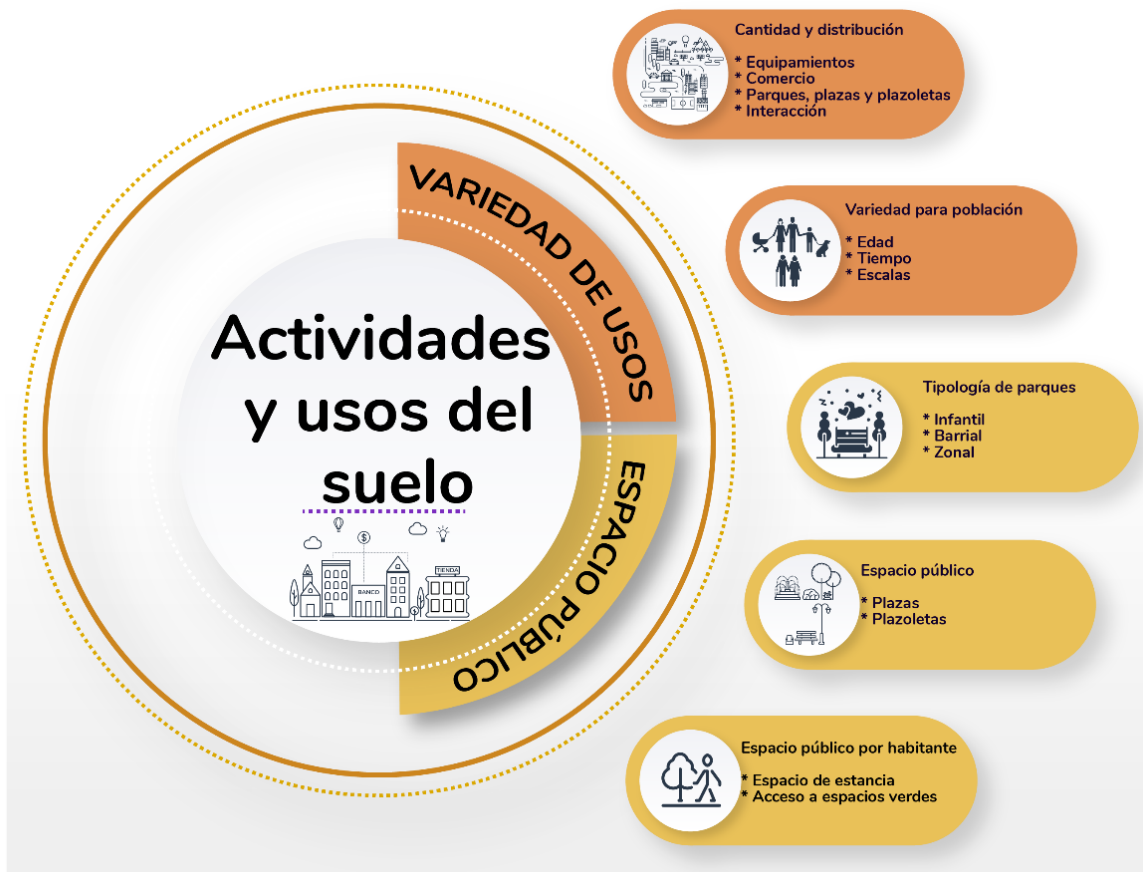 Actividades
y usos del
suelo
$
BANCO
TIENDA
VARIEDAD DE USOS
ESPACIO PÚBLICO
Cantidad y distribución
* Equipamientos
* Comercio
* Parques, plazas y plazoletas
* Interacción
Variedad para población
* Edad
* Tiempo
* Escalas
Tipología de parques
* Infantil
* Barrial
* Zonal
Espacio público
* Plazas
* Plazoletas
Espacio público por habitante
* Espacio de estancia
* Acceso a espacios verdes